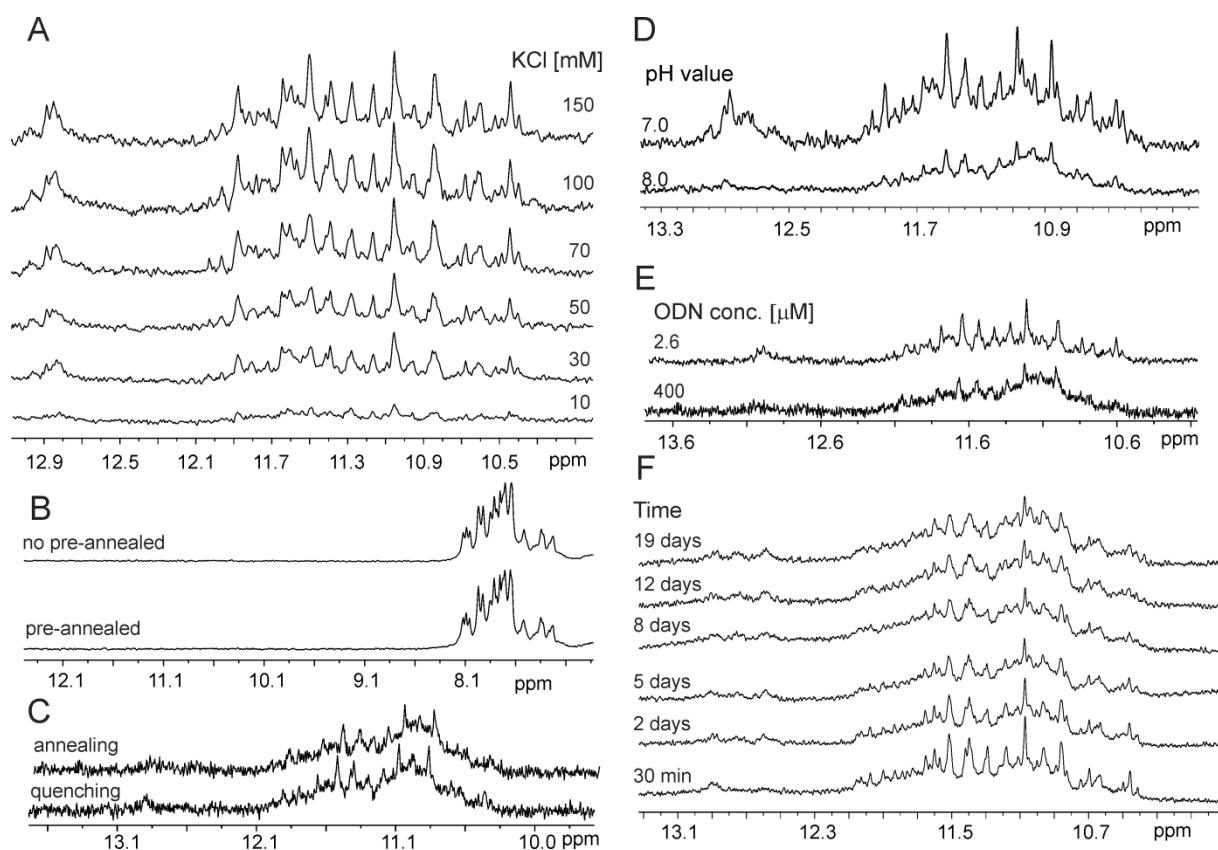 A
KCl [mM]
150
100
70
50
30
10
12.9 12.5 12.1 11.7 11.3 10.9 10.5 ppm
B
no pre-annealed
pre-annealed
12.1 11.1 10.1 9.1 8.1 ppm
C
annealing
quenching
13.1 12.1 11.1 10.0 ppm
D
pH value
7.0
8.0
13.3 12.5 11.7 10.9 ppm
E
ODN conc. [μM]
2.6
400
13.6 12.6 11.6 10.6 ppm
F
Time
19 days
12 days
8 days
5 days
2 days
30 min
13.1 12.3 11.5 10.7 ppm